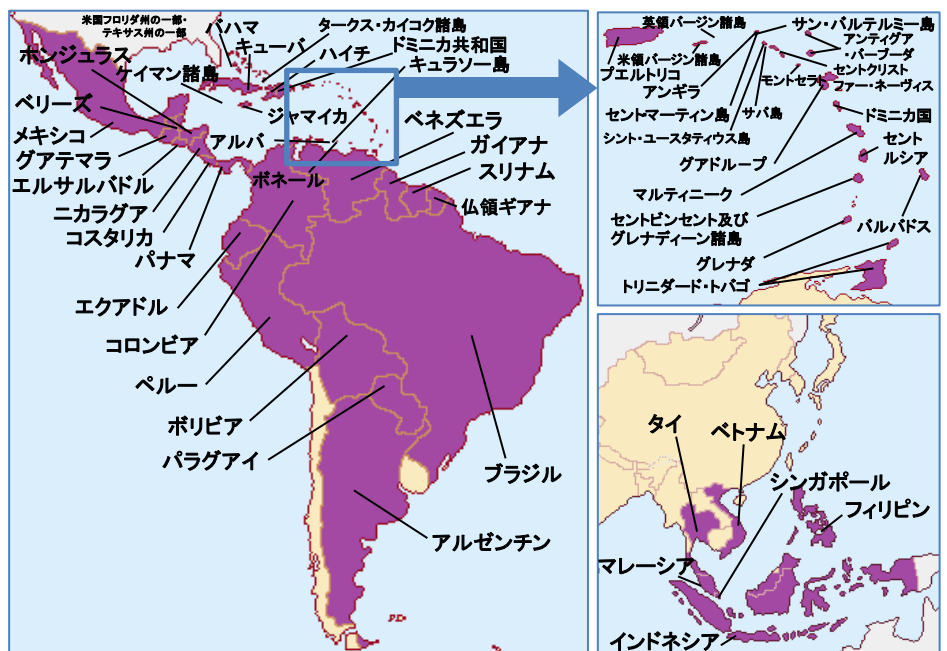 米国フロリダ州の一部・
テキサス州の一部
バハマ
キューバ
タークス・カイコク諸島
ハイチ
ドミニカ共和国
キュラソー島
ホンジュラス
ケイマン諸島
ベリーズ
メキシコ
グアテマラ
エルサルバドル
ニカラグア
コスタリカ
パナマ
ジャマイカ
アルバ
ボネール
ベネズエラ
ガイアナ
スリナム
仏領ギアナ
エクアドル
コロンビア
ペルー
ボリビア
パラグアイ
ブラジル
アルゼンチン
英領バージン諸島
米領バージン諸島
プエルトリコ
アンギラ
サン・バルテルミー島
アンティグア
・バーブーダ
セントクリスト
ファー・ネーヴィス
モントセラト
セントマーティン島
サバ島
シント・ユースタティウス島
グアドループ
ドミニカ国
セント
ルシア
マルティニーク
セントビンセント及び
グレナディーン諸島
バルバドス
グレナダ
トリニダード・トバゴ
タイ
ベトナム
シンガポール
フィリピン
マレーシア
インドネシア